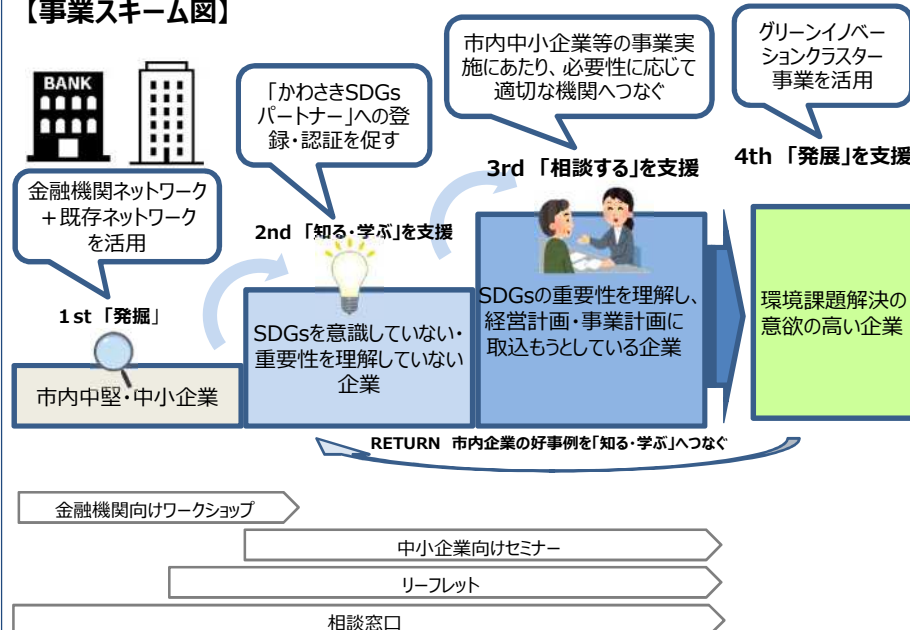 【事業スキーム図】
BANK
金融機関ネットワーク
＋既存ネットワーク
を活用
「かわさきSDGs
パートナー」への登
録・認証を促す
市内中小企業等の事業実
施にあたり、必要性に応じて
適切な機関へつなぐ
グリーンイノベー
ションクラスター
事業を活用
1st 「発掘」
2nd 「知る・学ぶ」を支援
3rd 「相談する」を支援
4th 「発展」を支援
市内中堅・中小企業
SDGsを意識していない・
重要性を理解していない
企業
SDGsの重要性を理解し、
経営計画・事業計画に
取込もうとしている企業
環境課題解決の
意欲の高い企業
RETURN 市内企業の好事例を「知る・学ぶ」へつなぐ
金融機関向けワークショップ
中小企業向けセミナー
リーフレット
相談窓口